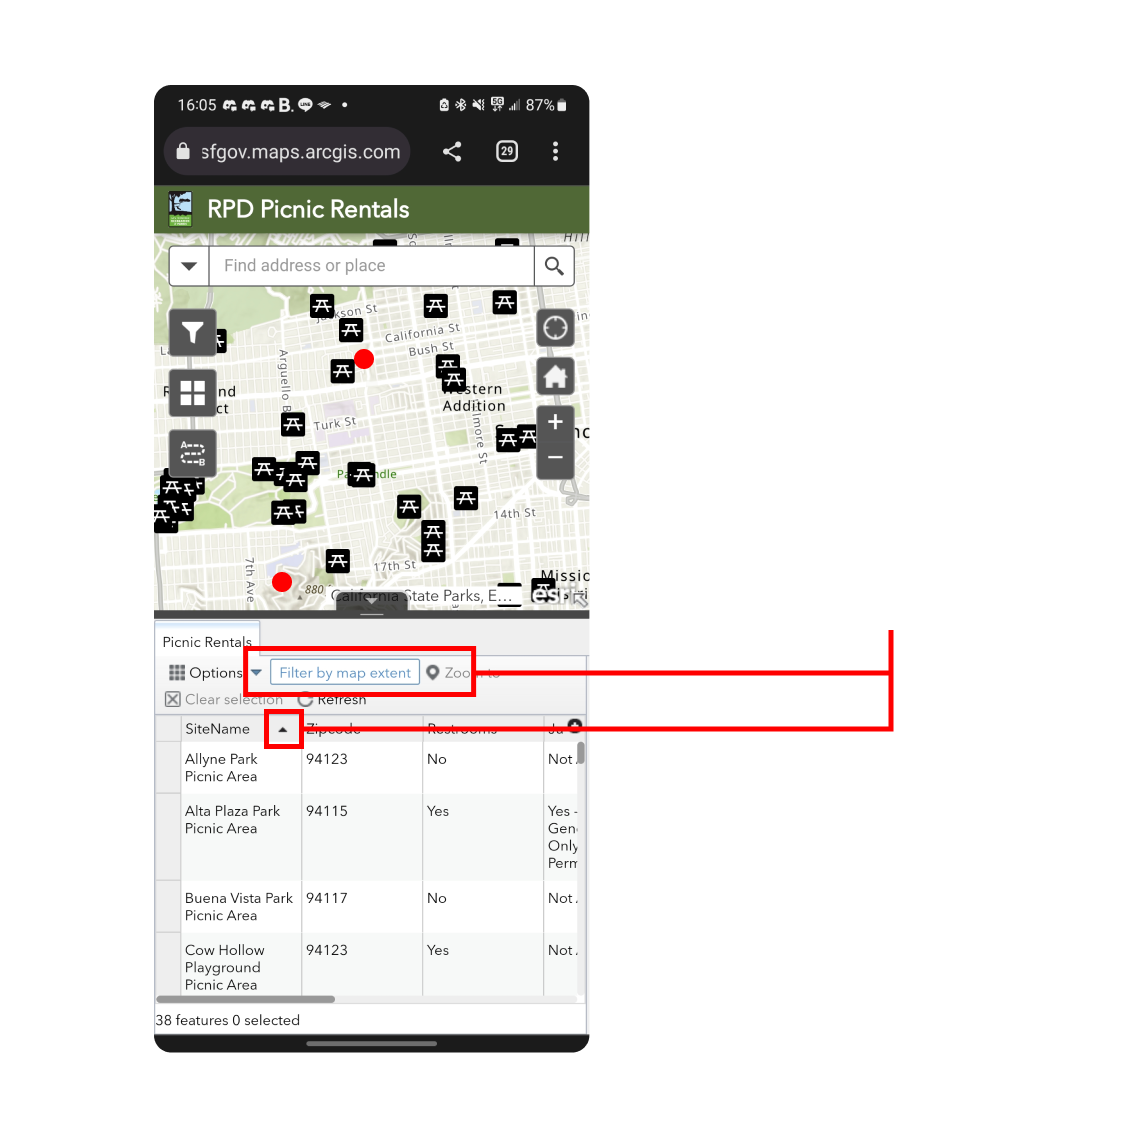 16:05 B. 5G 87%
sfgov.maps.arcgis.com 29
RPD Picnic Rentals
Find address or place
Jackson St
California St
Bush St
Arguello B
Western
Addition
Turk St
lmore St
A
B
14th St
17th St
7th Ave
880
Missio
California State Parks, E...
esri
Picnic Rentals
Options Filter by map extent Zoom to
Clear selection Refresh
SiteName Zipcode Restrooms
Allyne Park 94123 No Not
Picnic Area
Alta Plaza Park 94115 Yes Yes -
Picnic Area Gene
Only
Perm
Buena Vista Park 94117 No Not
Picnic Area
Cow Hollow 94123 Yes Not
Playground
Picnic Area
38 features 0 selected